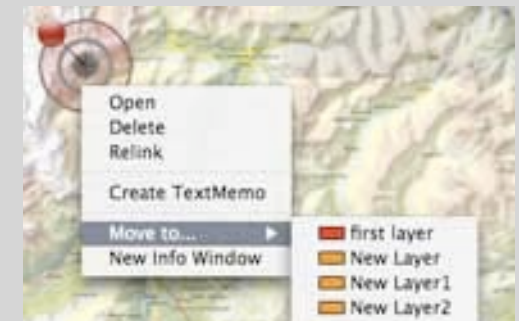 Open
Delete
Relink
Create TextMemo
Move to...
New Info Window
first layer
New Layer
New Layer1
New Layer2